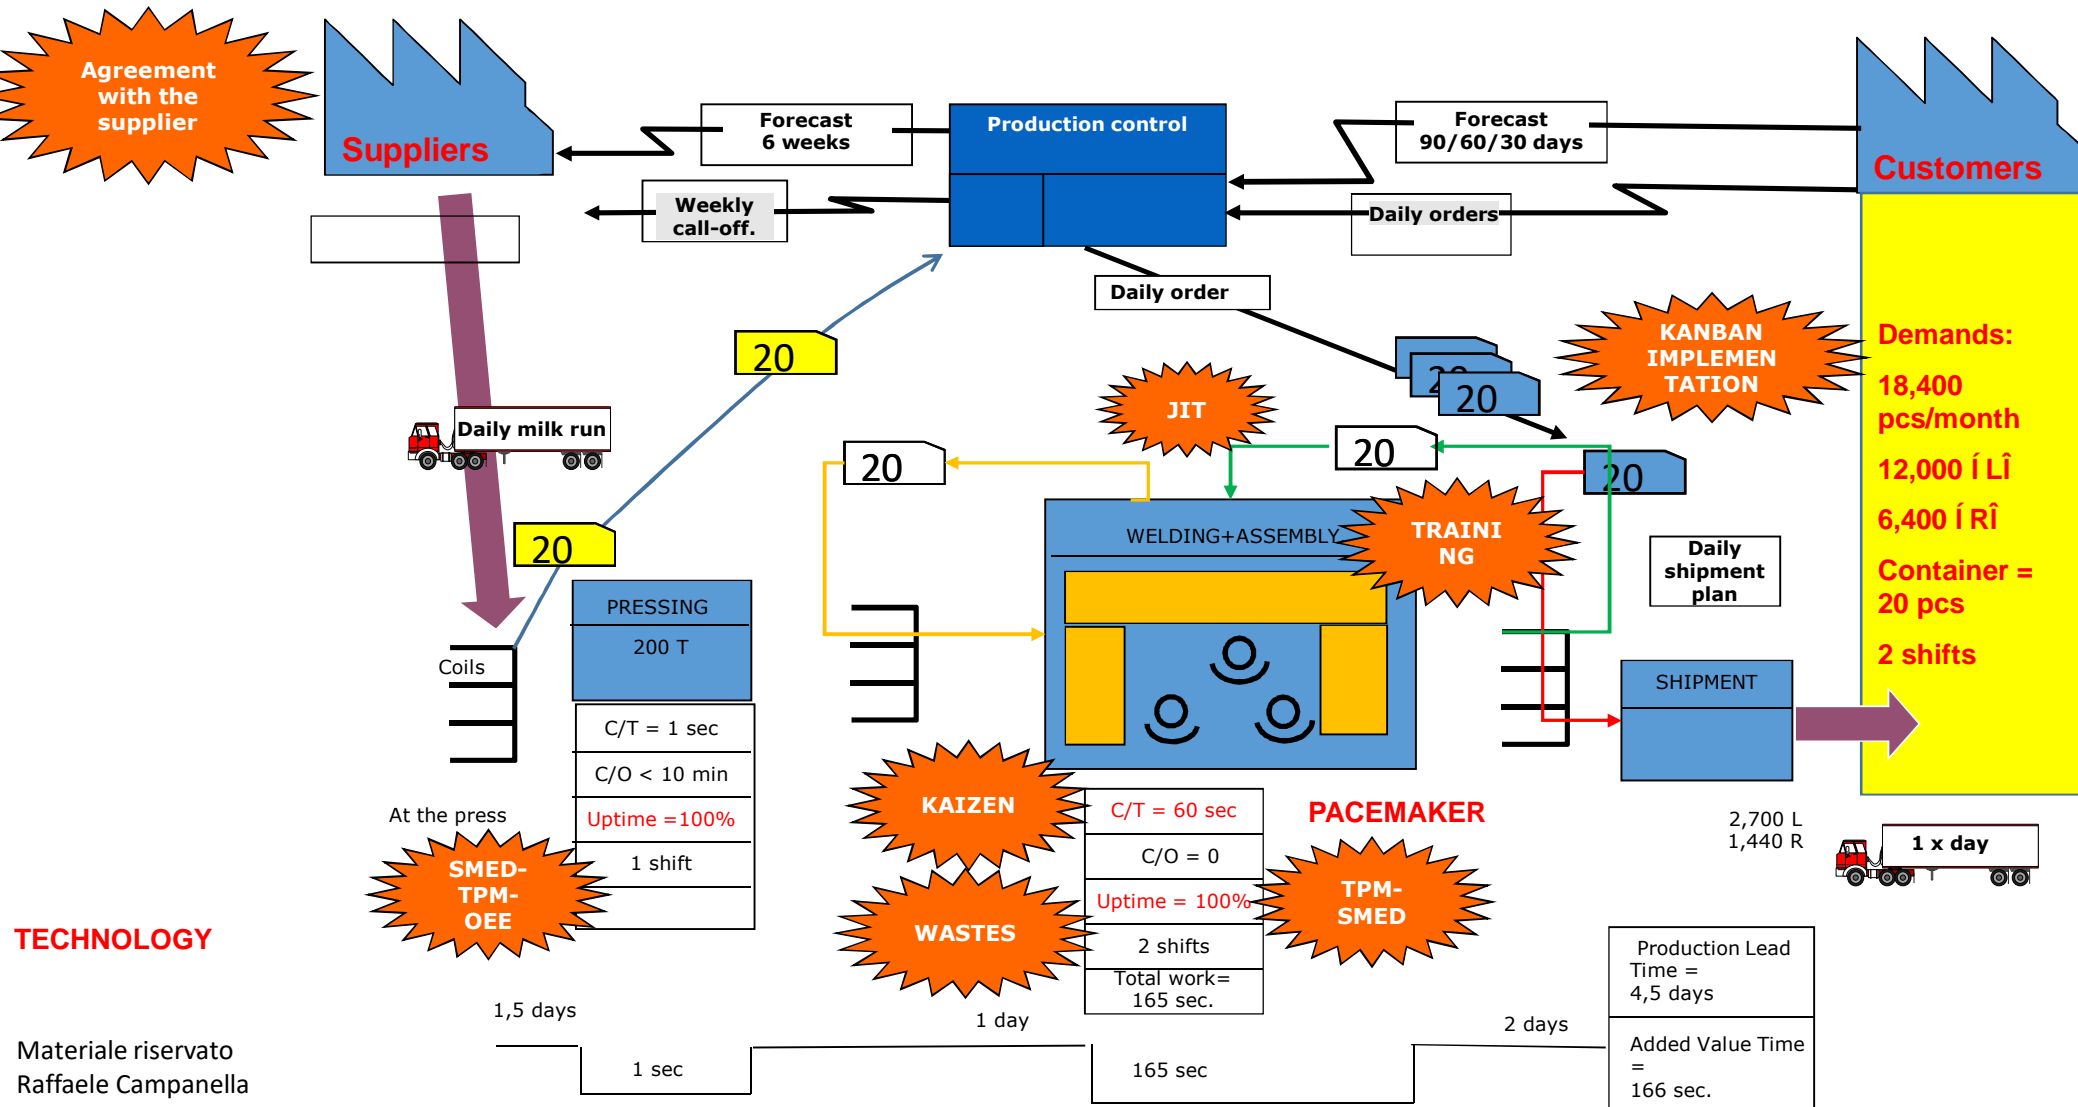 Agreement
with the
supplier
Suppliers
Forecast
6 weeks
Production control
Forecast
90/60/30 days
Customers
Weekly
call-off.
Daily orders
Daily order
20
20
20
KANBAN
IMPLEMEN
TATION
Demands:
18,400
pcs/month
12,000 Í LÎ
6,400 Í RÎ
Container =
20 pcs
2 shifts
JIT
Daily milk run
20
20
20
20
WELDING+ASSEMBLY
TRAINI
NG
Daily
shipment
plan
PRESSING
200 T
Coils
SHIPMENT
C/T = 1 sec
C/O < 10 min
Uptime =100%
1 shift
At the press
SMED-
TPM-
OEE
KAIZEN
WASTES
C/T = 60 sec
C/O = 0
Uptime = 100%
2 shifts
Total work=
165 sec.
PACEMAKER
TPM-
SMED
2,700 L
1,440 R
1 x day
TECHNOLOGY
Production Lead
Time =
4,5 days
1,5 days
1 day
2 days
1 sec
165 sec
Added Value Time
=
166 sec.
Materiale riservato
Raffaele Campanella